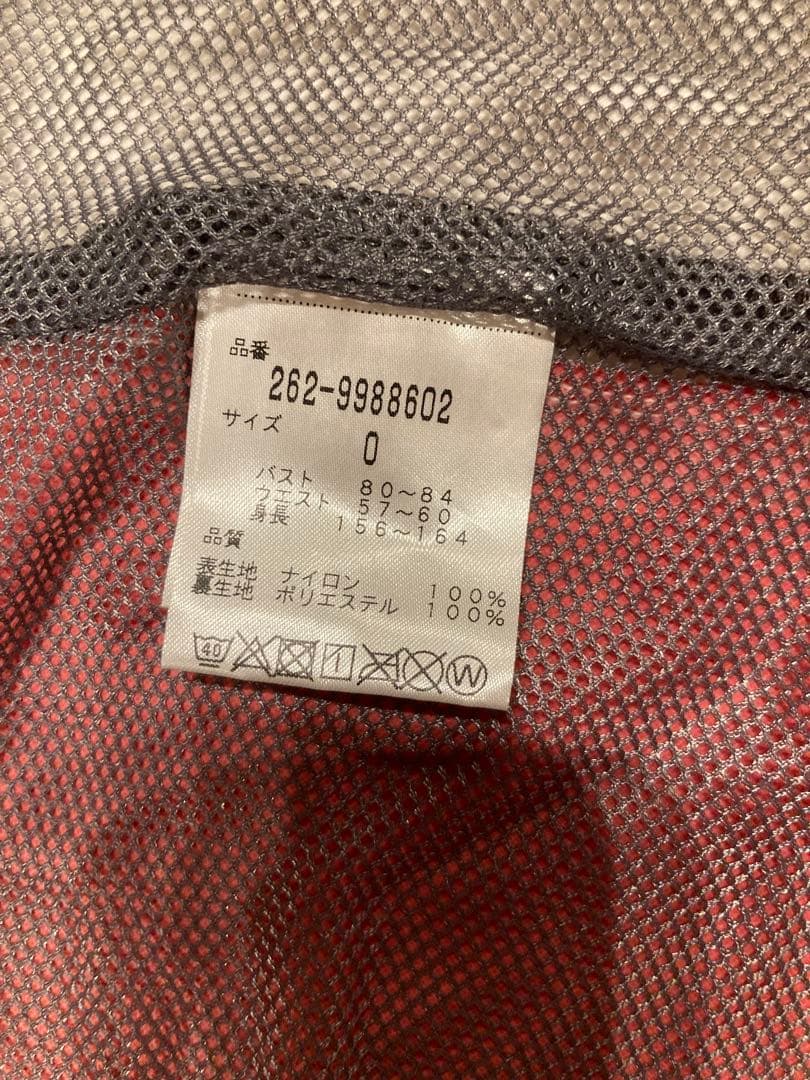 品番
262-9988602
サイズ
0
バスト 80～84
ウエスト 57～60
身長 156～164
品質
表生地 ナイロン 100%
裏生地 ポリエステル 100%
40 W